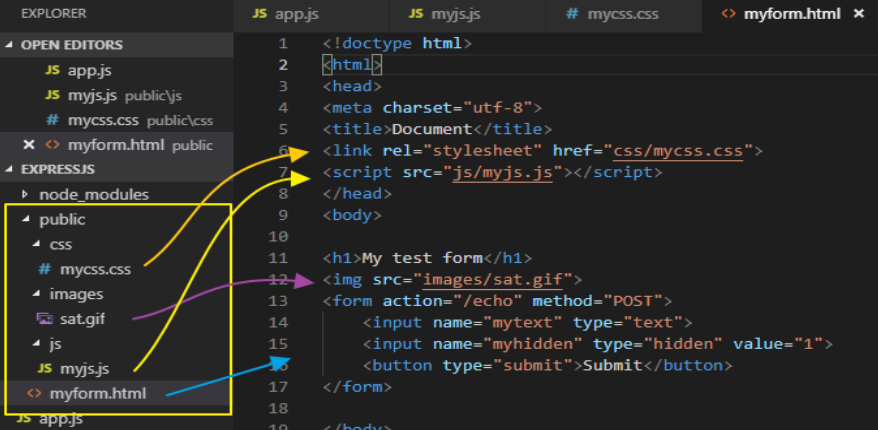 EXPLORER
OPEN EDITORS
JS app.js
JS myjs.js public\js
# mycss.css public\css
✕ <> myform.html public
EXPRESSJS
node_modules
public
css
# mycss.css
images
sat.gif
js
JS myjs.js
<> myform.html
JS app.js
JS app.js JS myjs.js # mycss.css <> myform.html ✕
1 <!doctype html>
2 <html>
3 <head>
4 <meta charset="utf-8">
5 <title>Document</title>
6 <link rel="stylesheet" href="css/mycss.css">
7 <script src="js/myjs.js"></script>
8 </head>
9 <body>
10
11 <h1>My test form</h1>
12 <img src="images/sat.gif">
13 <form action="/echo" method="POST">
14 <input name="mytext" type="text">
15 <input name="myhidden" type="hidden" value="1">
16 <button type="submit">Submit</button>
17 </form>
18
19 </body>